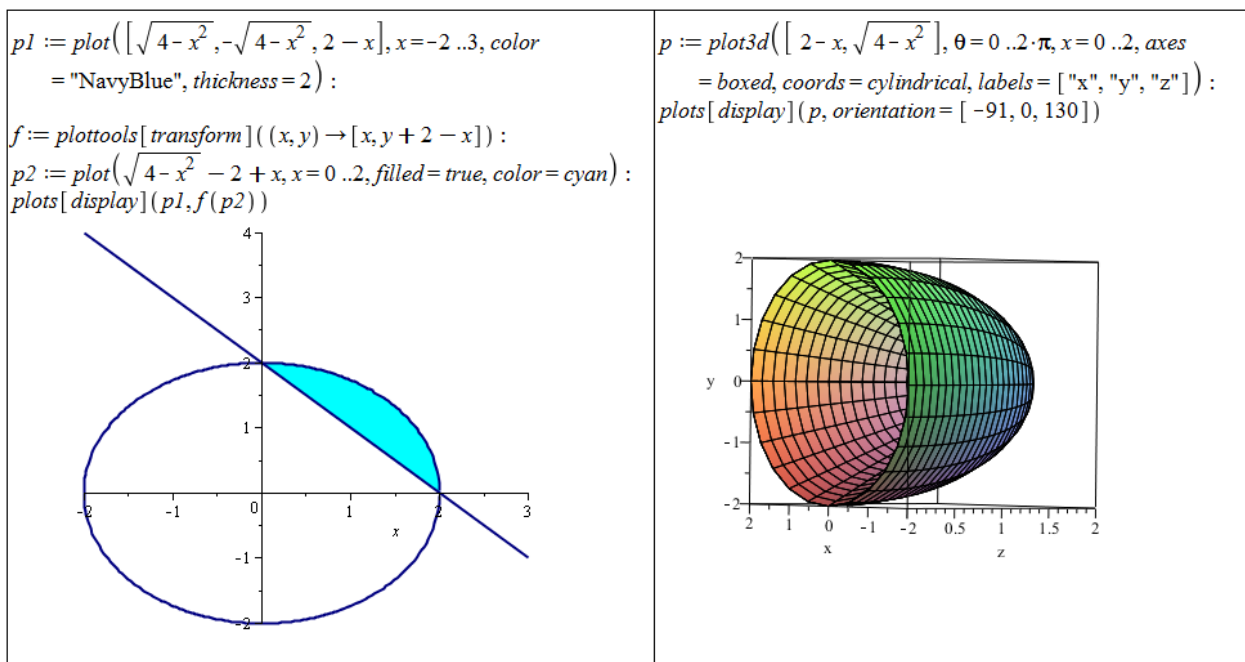 p1 := plot([√(4-x²), -√(4-x²), 2-x], x=-2 ..3, color
= "NavyBlue", thickness=2) :
f := plottools[transform]((x, y)→[x, y+2-x]) :
p2 := plot(√(4-x²) -2+x, x=0 ..2, filled=true, color=cyan) :
plots[display](p1, f(p2))
4
3
2
1
0
-2 -1 1 2 3
x
-1
-2
p := plot3d([2-x, √(4-x²)], θ=0 ..2·π, x=0 ..2, axes
= boxed, coords=cylindrical, labels=["x", "y", "z"]) :
plots[display](p, orientation=[-91, 0, 130])
2
1
y 0
-1
-2
2 1 0 -1 -2 0.5 1 1.5 2
x z